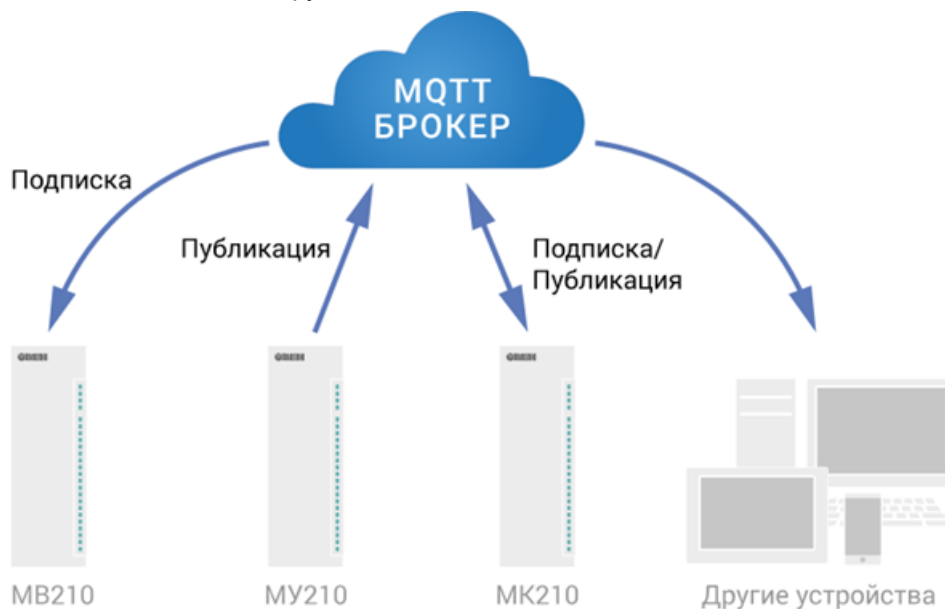 MQTT
БРОКЕР
Подписка
Публикация
Подписка/
Публикация
МВ210
МУ210
МК210
Другие устройства